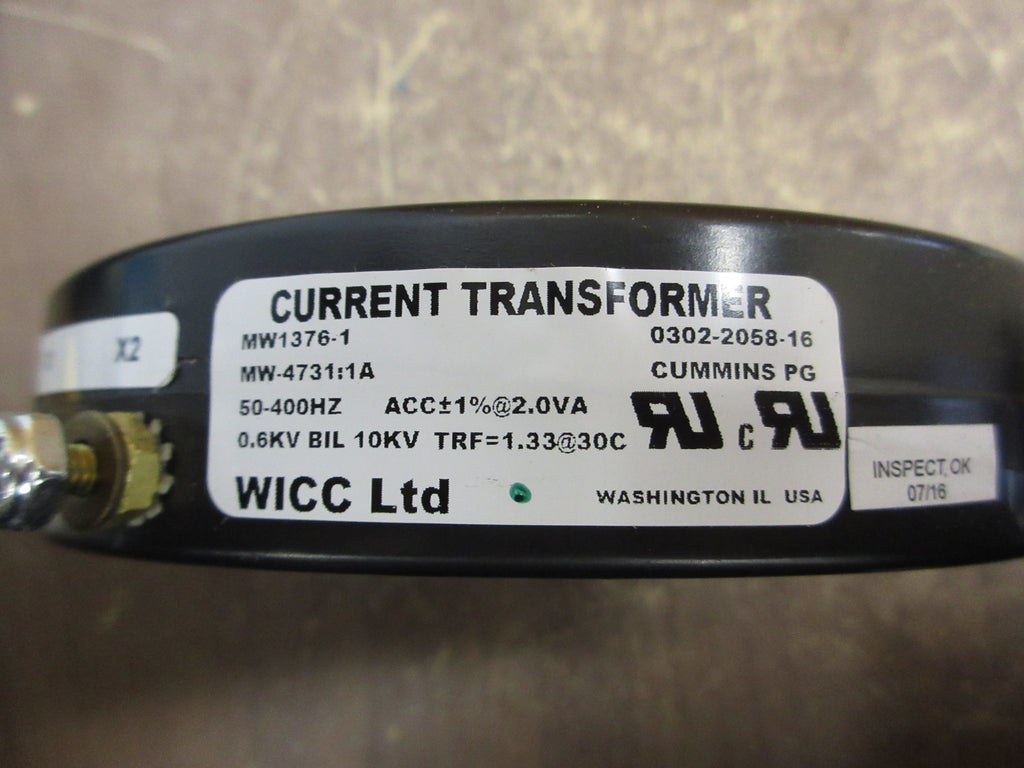 CURRENT TRANSFORMER
MW1376-1 0302-2058-16
MW-4731:1A CUMMINS PG
50-400HZ ACC±1%@2.0VA
0.6KV BIL 10KV TRF=1.33@30C
C
WICC Ltd WASHINGTON IL USA
X2
INSPECT. OK
07/16